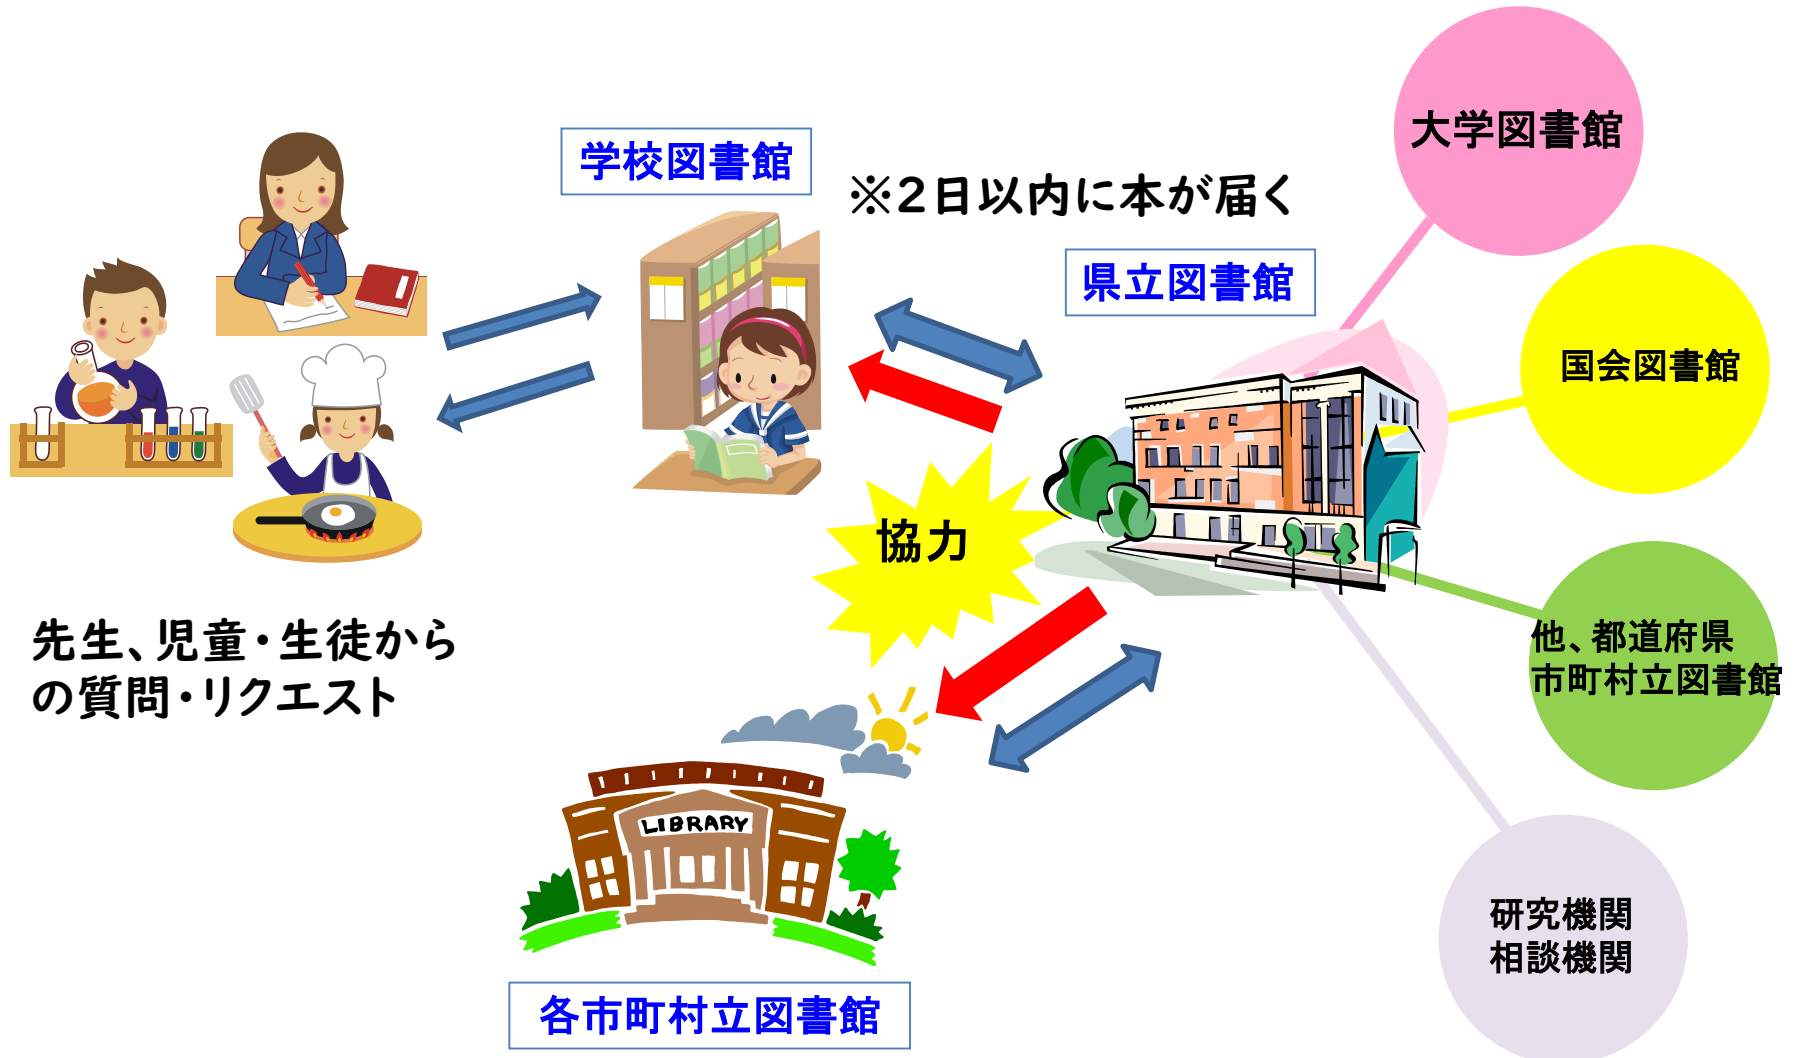 大学図書館
学校図書館
※2日以内に本が届く
県立図書館
国会図書館
協力
先生、児童・生徒から
の質問・リクエスト
他、都道府県
市町村立図書館
LIBRARY
研究機関
相談機関
各市町村立図書館